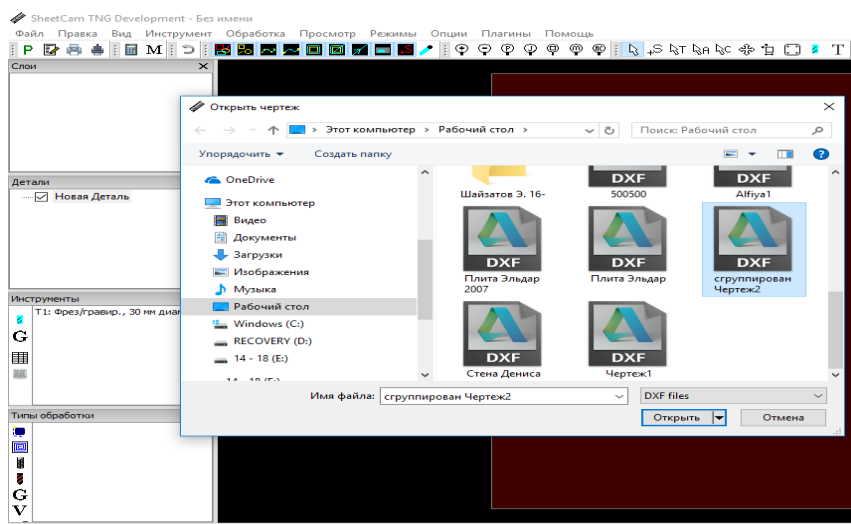 SheetCam TNG Development - Без имени
Файл Правка Вид Инструмент Обработка Просмотр Режимы Опции Плагины Помощь
P M T
Слои
Открыть чертеж
Этот компьютер > Рабочий стол >
Поиск: Рабочий стол
Упорядочить Создать папку
Детали
Новая Деталь
OneDrive
Этот компьютер
Видео
Документы
Загрузки
Изображения
Музыка
Рабочий стол
Windows (C:)
RECOVERY (D:)
14 - 18 (E:)
DXF DXF
Шайзатов Э. 16- 500500 Alfiya1
DXF DXF DXF
Плита Эльдар 2007 Плита Эльдар сгруппирован Чертеж2
DXF DXF
Стена Дениса Чертеж1
Инструменты
T1: Фрез/гравир., 30 мм
G
Имя файла: сгруппирован Чертеж2 DXF files
Открыть Отмена
Типы обработки
G
V